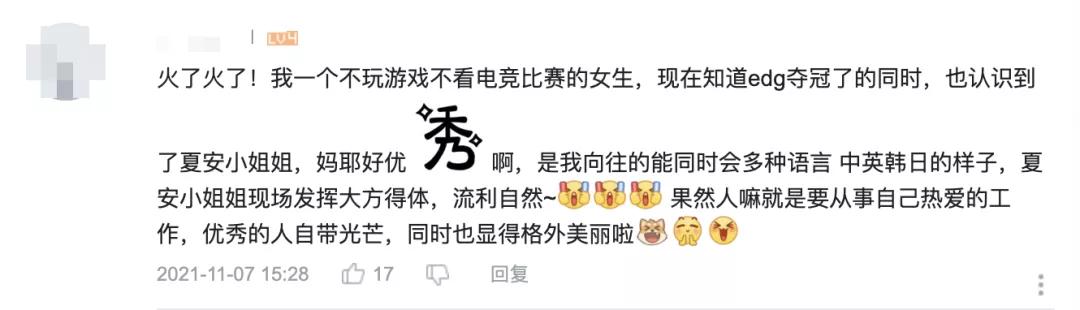 LV4
火了火了！我一个不玩游戏不看电竞比赛的女生，现在知道edg夺冠了的同时，也认识到
了夏安小姐姐，妈耶好优秀啊，是我向往的能同时会多种语言 中英韩日的样子，夏
安小姐姐现场发挥大方得体，流利自然~ 果然人嘛就是要从事自己热爱的工
作，优秀的人自带光芒，同时也显得格外美丽啦
2021-11-07 15:28 17 回复